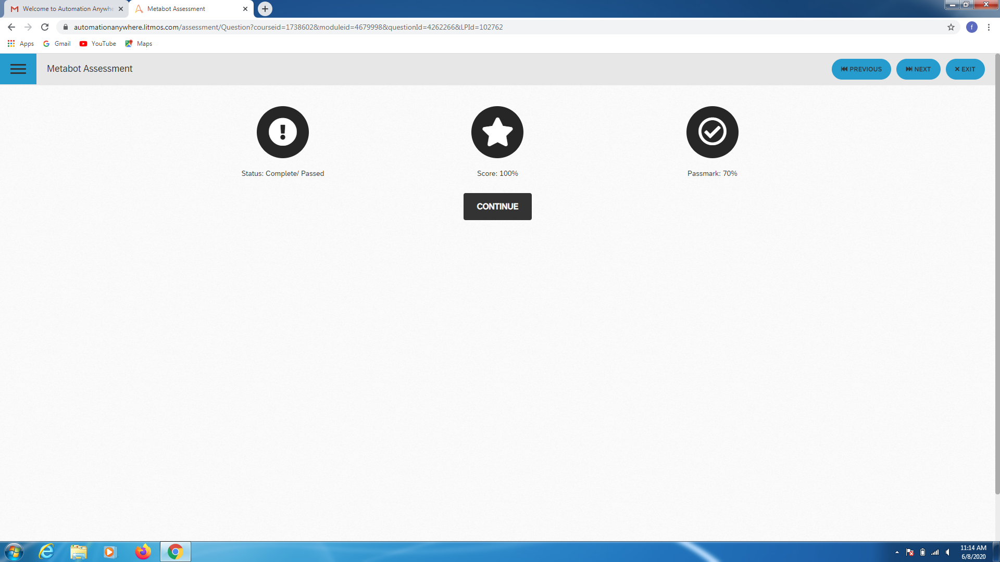 Welcome to Automation Anywhe
Metabot Assessment
automationanywhere.litmos.com/assessment/Question?courseid=1738602&moduleid=4679998&questionId=4262266&LPId=102762
f
Apps
Gmail
YouTube
Maps
Metabot Assessment
PREVIOUS
NEXT
EXIT
Status: Complete/ Passed
Score: 100%
Passmark: 70%
CONTINUE
11:14 AM
6/8/2020